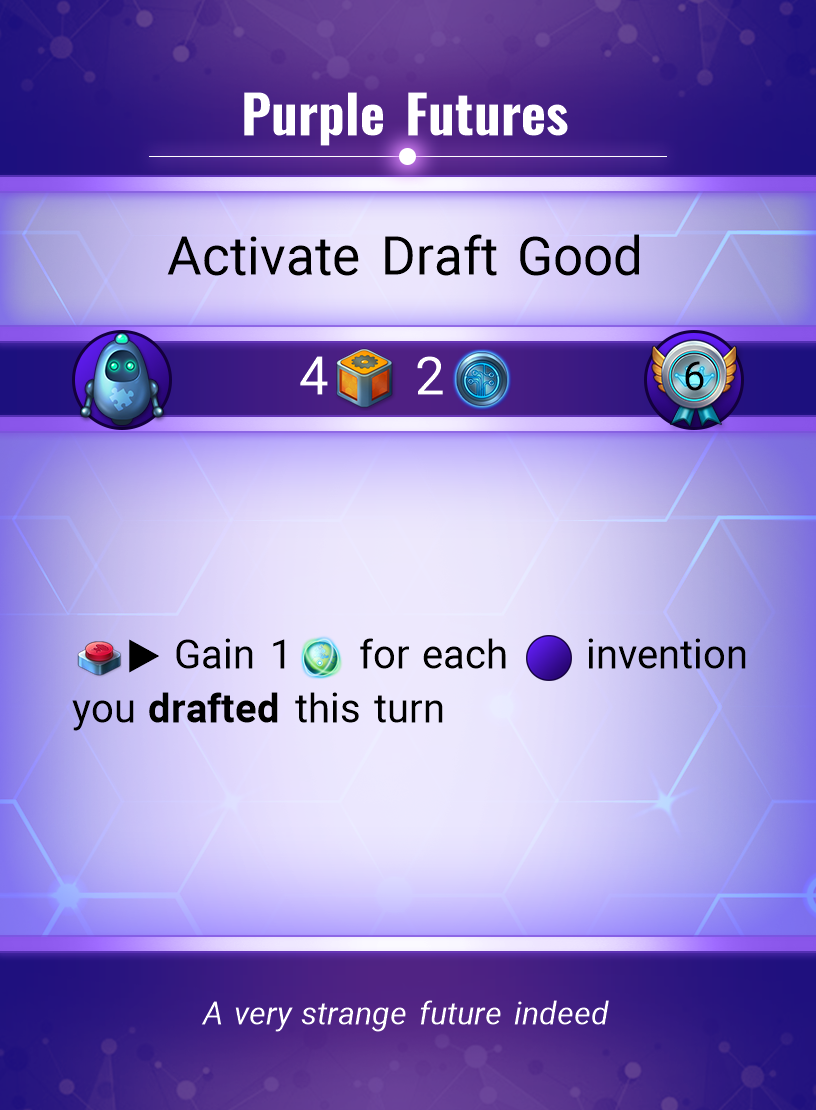 Purple Futures
Activate Draft Good
4 2 6
▶ Gain 1 for each invention
you drafted this turn
A very strange future indeed